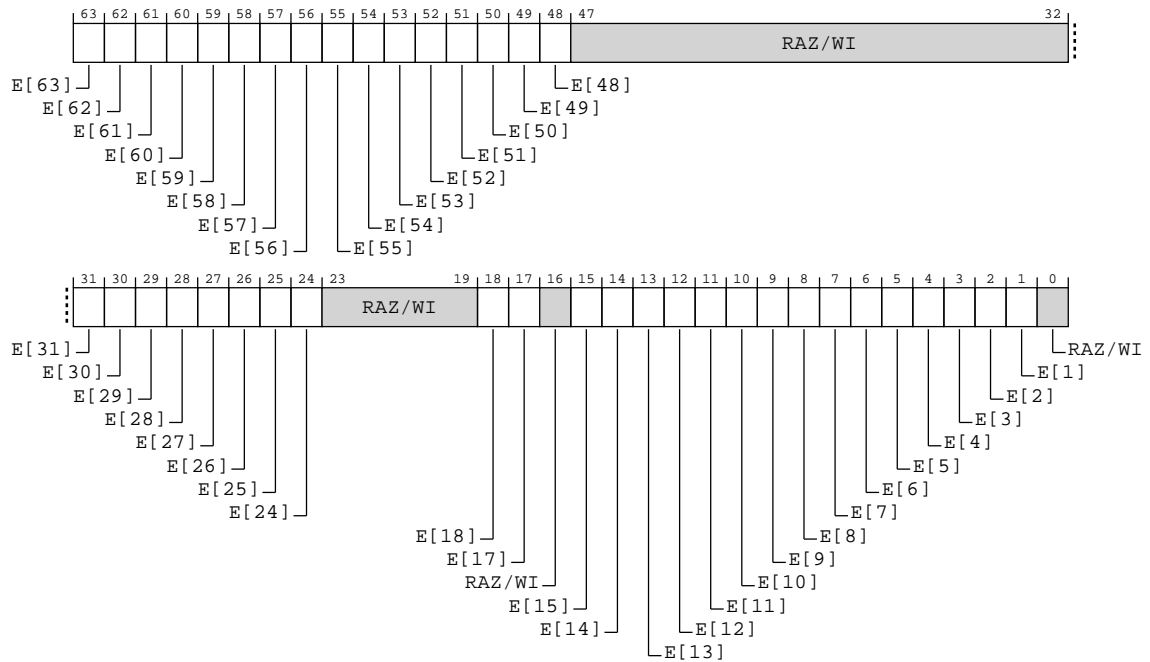 63 62 61 60 59 58 57 56 55 54 53 52 51 50 49 48 47 32
RAZ/WI
E[63] E[48]
E[62] E[49]
E[61] E[50]
E[60] E[51]
E[59] E[52]
E[58] E[53]
E[57] E[54]
E[56] E[55]
31 30 29 28 27 26 25 24 23 19 18 17 16 15 14 13 12 11 10 9 8 7 6 5 4 3 2 1 0
RAZ/WI
E[31] RAZ/WI
E[30] E[1]
E[29] E[2]
E[28] E[3]
E[27] E[4]
E[26] E[5]
E[25] E[6]
E[24] E[7]
E[18] E[8]
E[17] E[9]
RAZ/WI E[10]
E[15] E[11]
E[14] E[12]
E[13]